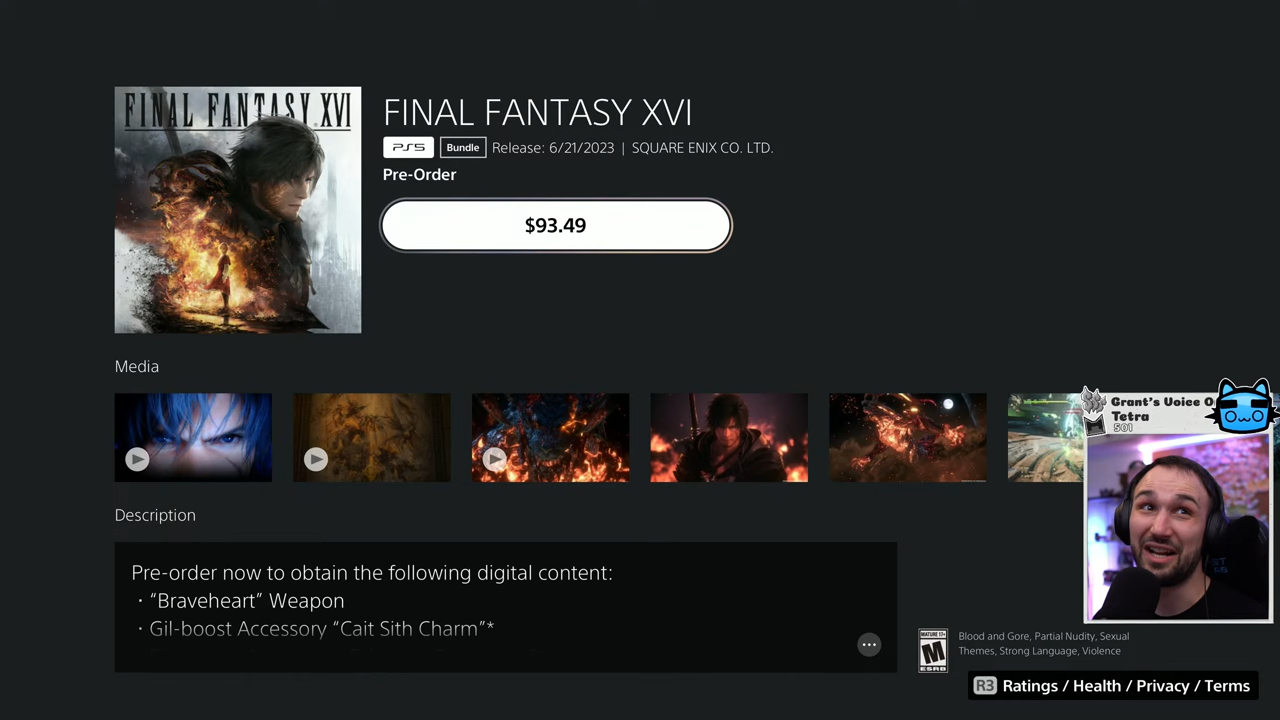 FINAL FANTASY XVI
FINAL FANTASY XVI
PS5 Bundle Release: 6/21/2023 | SQUARE ENIX CO. LTD.
Pre-Order
$93.49
Media
Grant's Voice
Tetra
501
Description
Pre-order now to obtain the following digital content:
· “Braveheart” Weapon
· Gil-boost Accessory “Cait Sith Charm”*
MATURE 17+
M
ESRB
Blood and Gore, Partial Nudity, Sexual
Themes, Strong Language, Violence
R3 Ratings / Health / Privacy / Terms